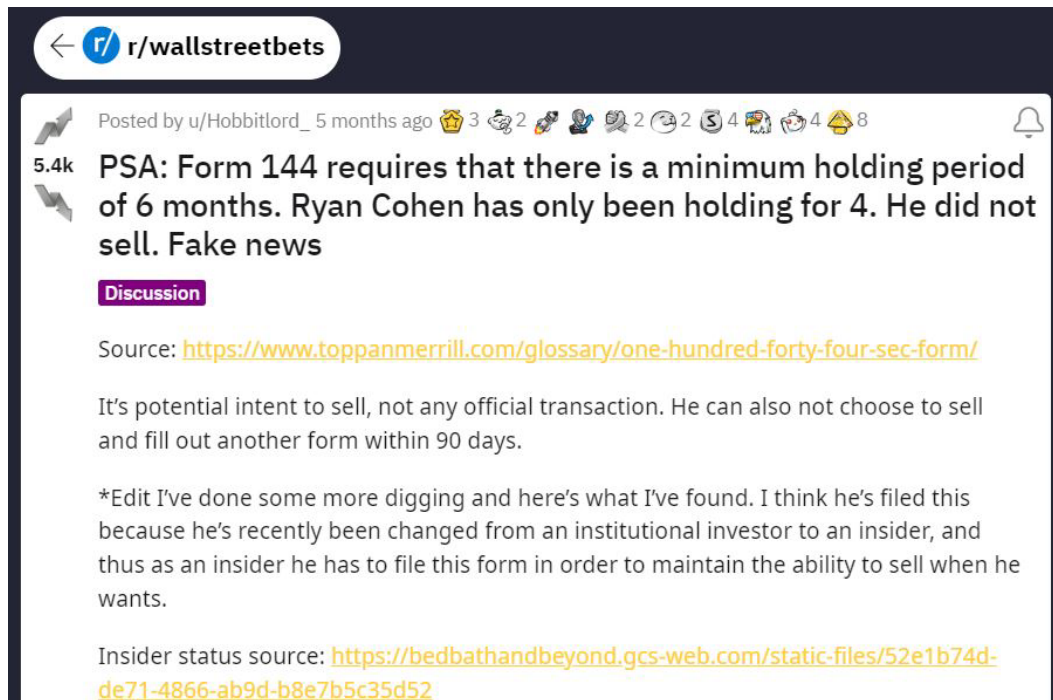 r/ r/wallstreetbets
Posted by u/Hobbitlord_ 5 months ago 3 2 2 2 S 4 4 8
5.4k
PSA: Form 144 requires that there is a minimum holding period
of 6 months. Ryan Cohen has only been holding for 4. He did not
sell. Fake news
Discussion
Source: https://www.toppanmerrill.com/glossary/one-hundred-forty-four-sec-form/
It’s potential intent to sell, not any official transaction. He can also not choose to sell
and fill out another form within 90 days.
*Edit I’ve done some more digging and here’s what I’ve found. I think he’s filed this
because he’s recently been changed from an institutional investor to an insider, and
thus as an insider he has to file this form in order to maintain the ability to sell when he
wants.
Insider status source: https://bedbathandbeyond.gcs-web.com/static-files/52e1b74d-
de71-4866-ab9d-b8e7b5c35d52